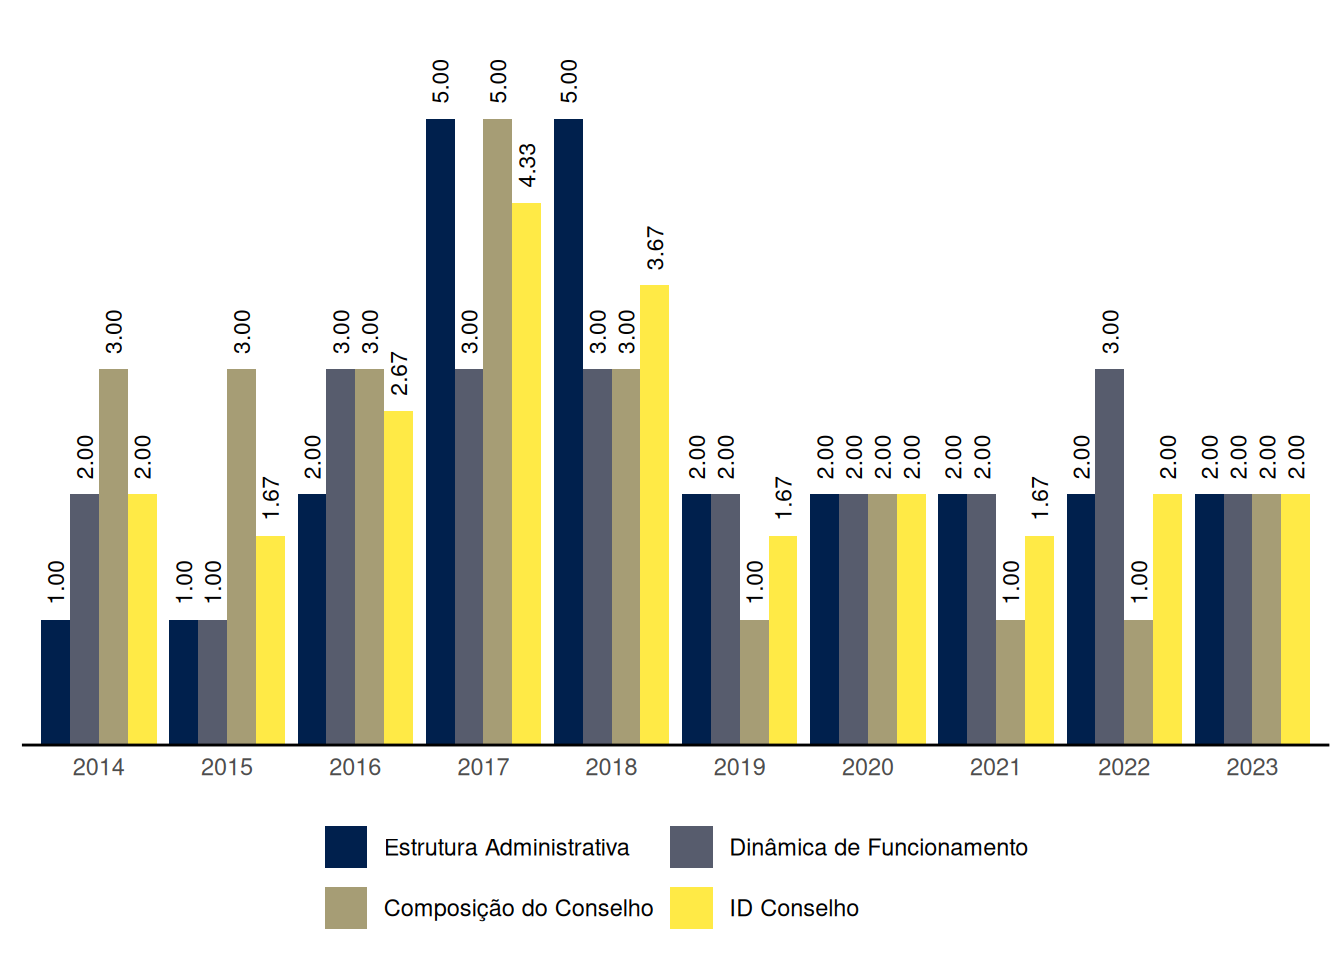 5.00 5.00 5.00
4.33
3.67
3.00 3.00 3.00 3.00 3.00 3.00 3.00 3.00
2.67
2.00 2.00 2.00 2.00 2.00 2.00 2.00 2.00 2.00 2.00 2.00 2.00 2.00 2.00 2.00 2.00 2.00
1.67 1.67 1.67
1.00 1.00 1.00 1.00 1.00 1.00
2014 2015 2016 2017 2018 2019 2020 2021 2022 2023
Estrutura Administrativa Dinâmica de Funcionamento
Composição do Conselho ID Conselho